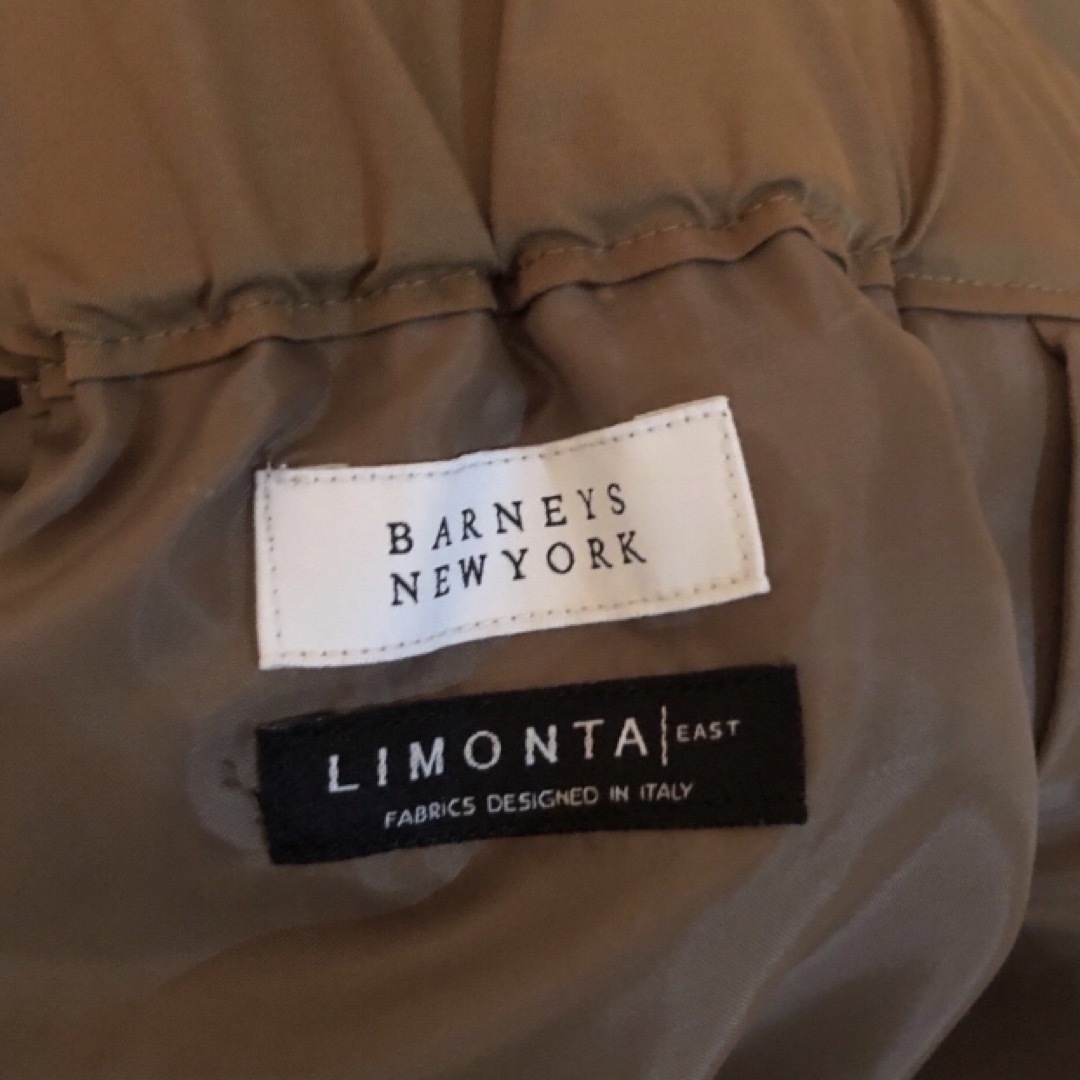 BARNEYS
NEWYORK
LIMONTA| EAST
FABRICS DESIGNED IN ITALY